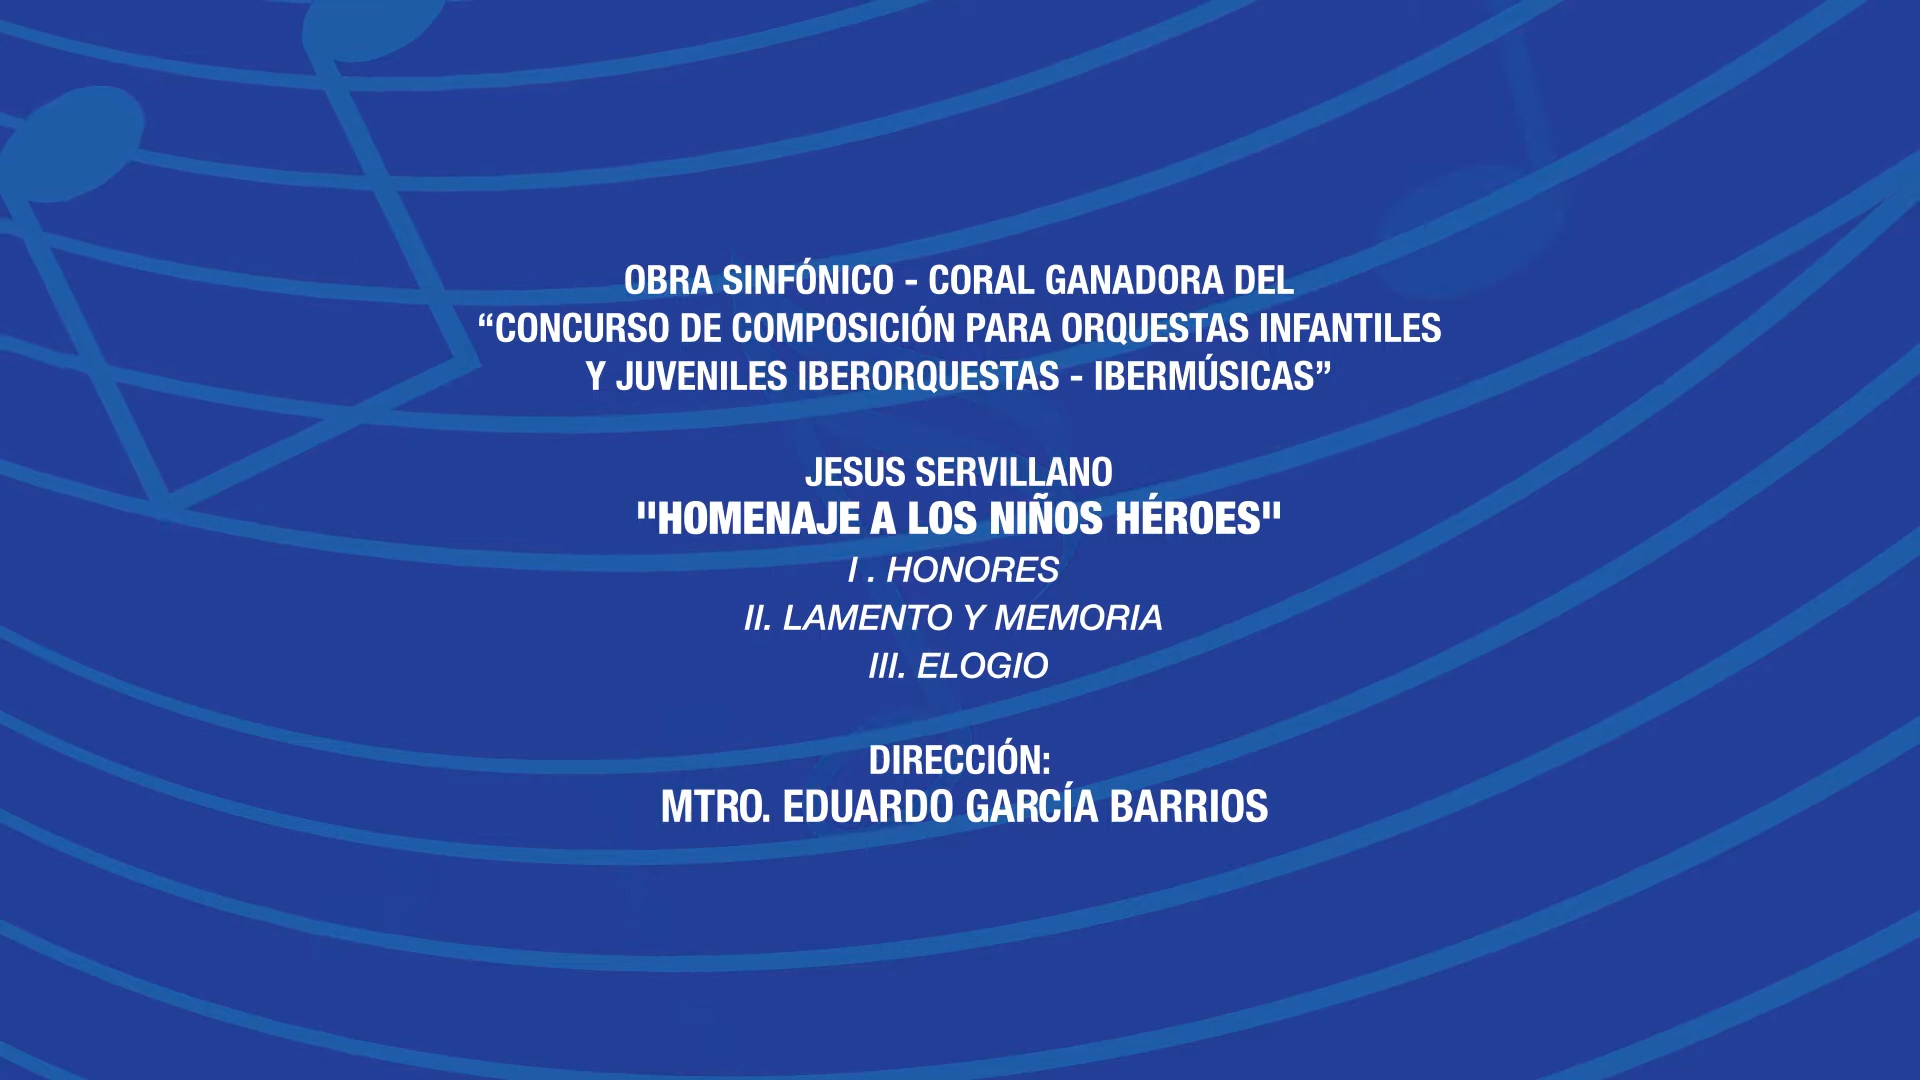 OBRA SINFÓNICO - CORAL GANADORA DEL
“CONCURSO DE COMPOSICIÓN PARA ORQUESTAS INFANTILES
Y JUVENILES IBERORQUESTAS - IBERMÚSICAS”
JESUS SERVILLANO
"HOMENAJE A LOS NIÑOS HÉROES"
I . HONORES
II. LAMENTO Y MEMORIA
III. ELOGIO
DIRECCIÓN:
MTRO. EDUARDO GARCÍA BARRIOS